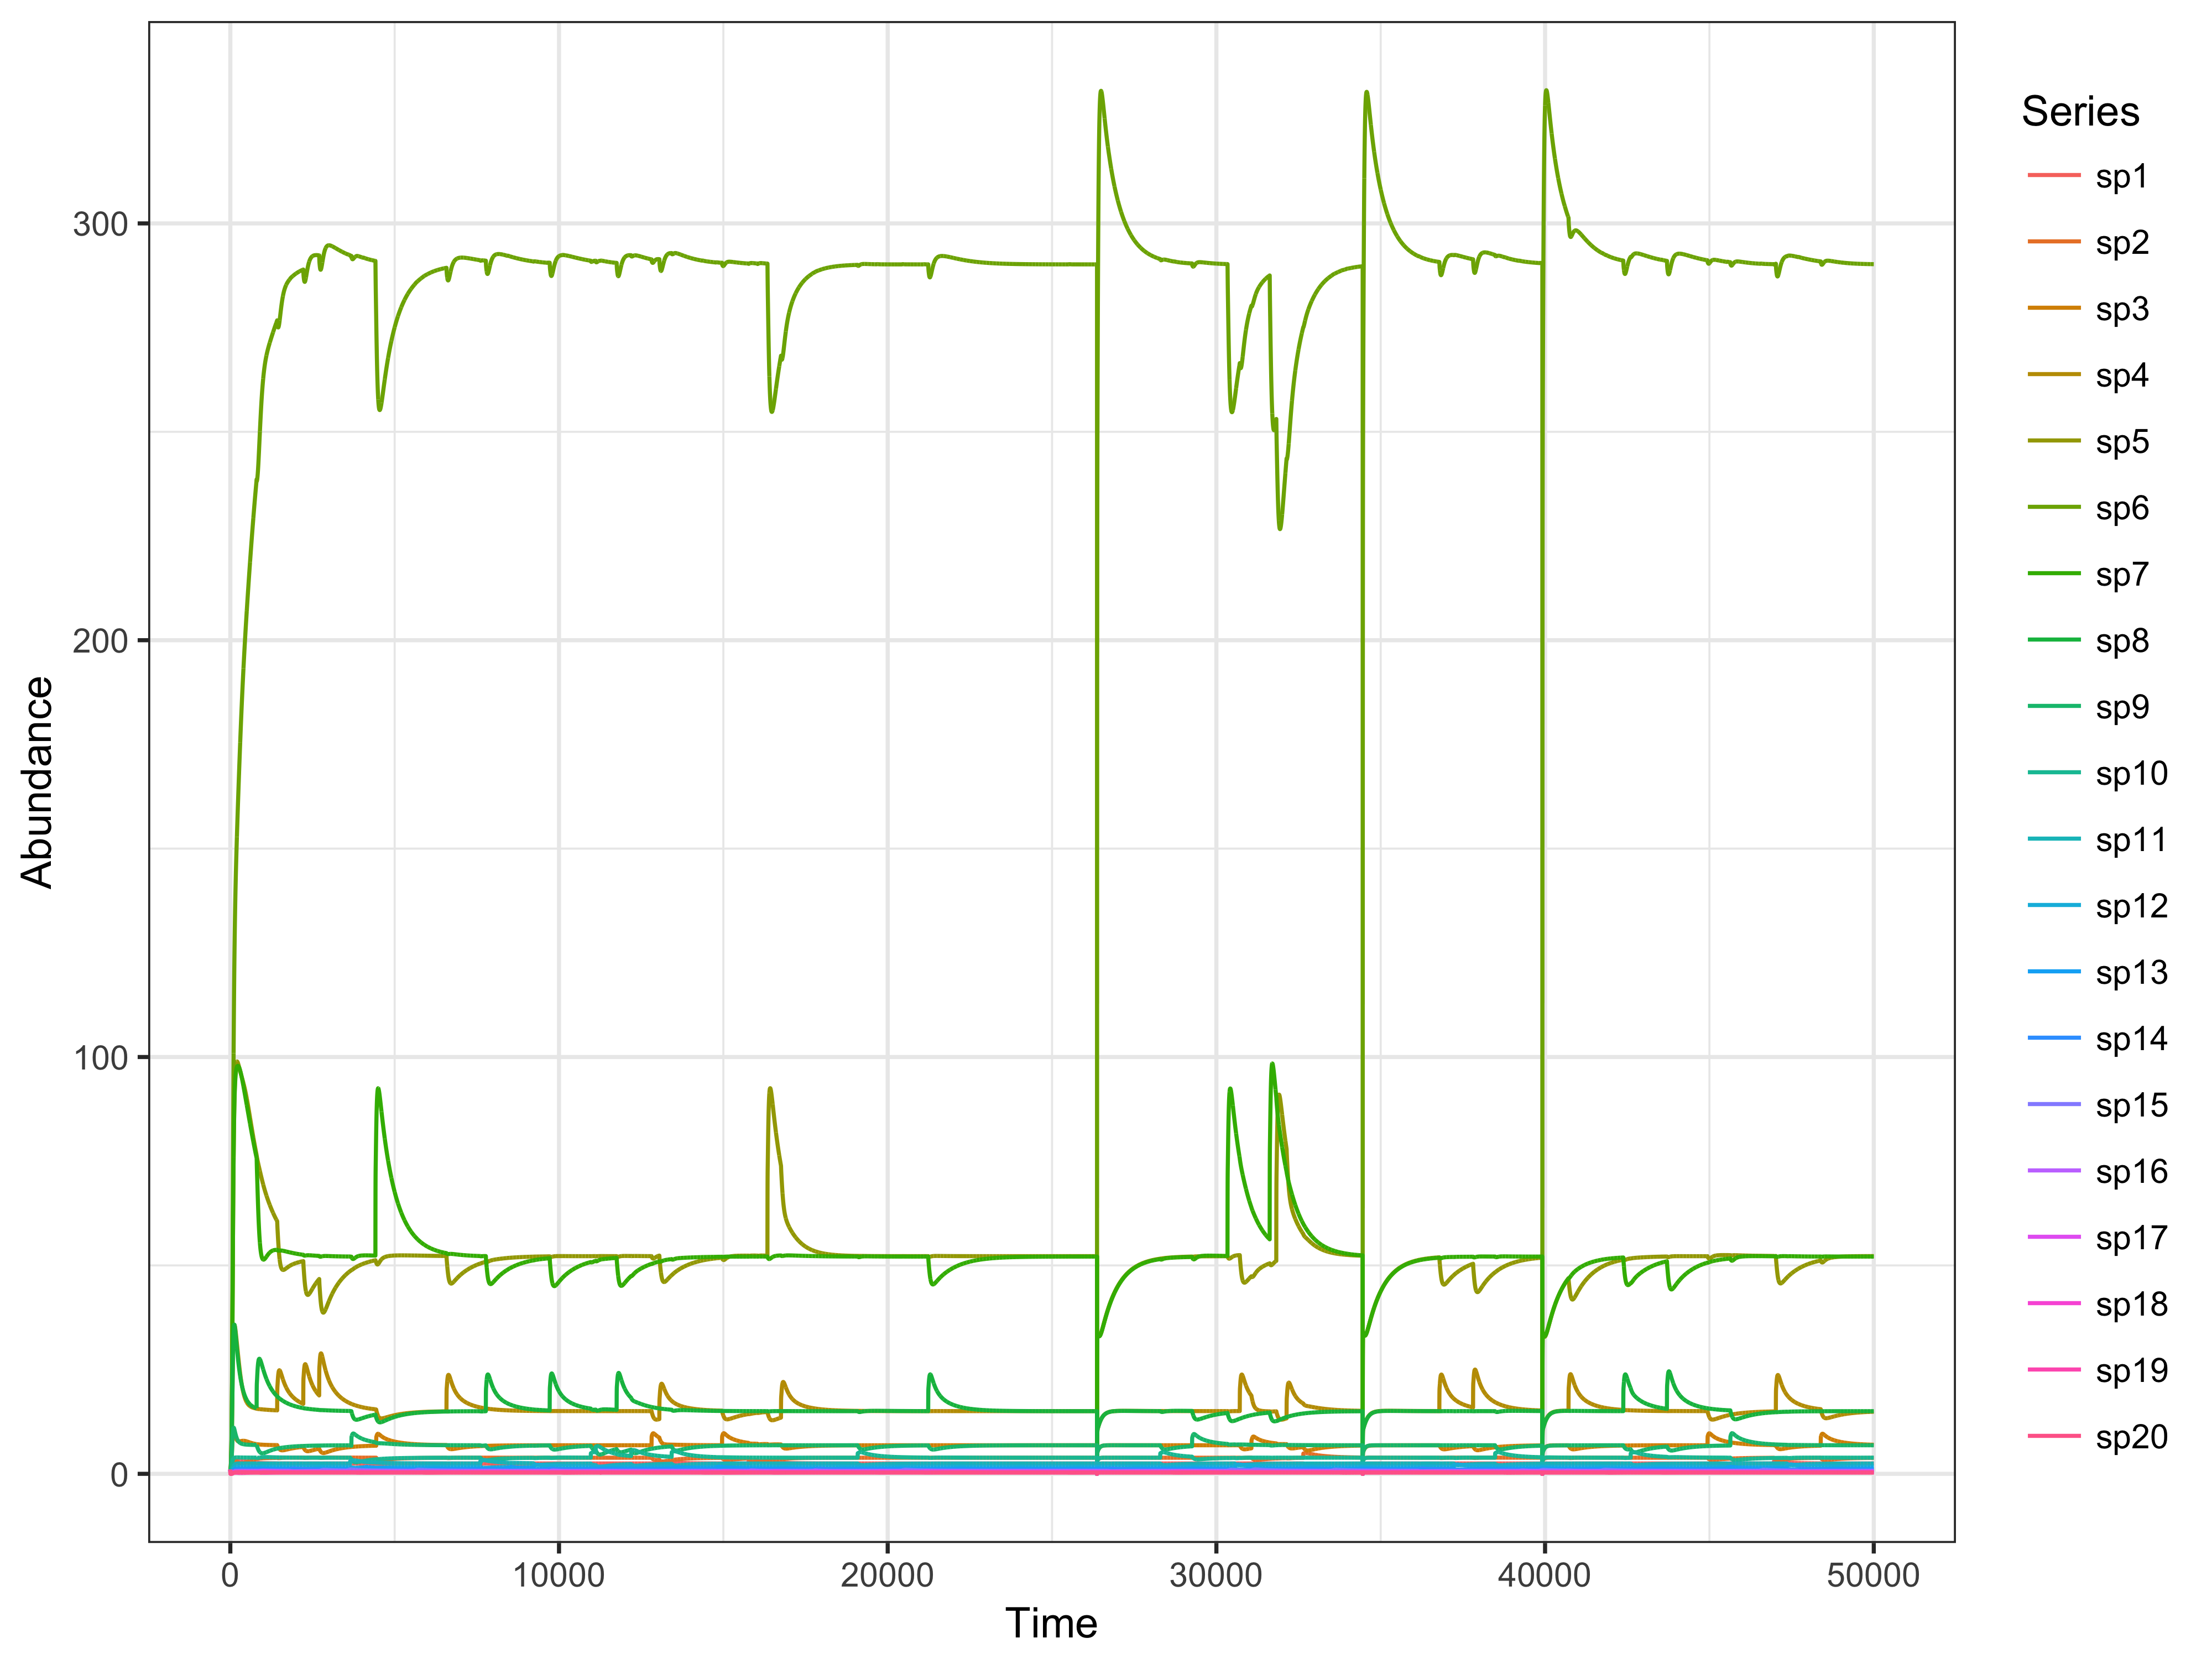 Abundance
300
200
100
0
0 10000 20000 30000 40000 50000
Time
Series
sp1
sp2
sp3
sp4
sp5
sp6
sp7
sp8
sp9
sp10
sp11
sp12
sp13
sp14
sp15
sp16
sp17
sp18
sp19
sp20